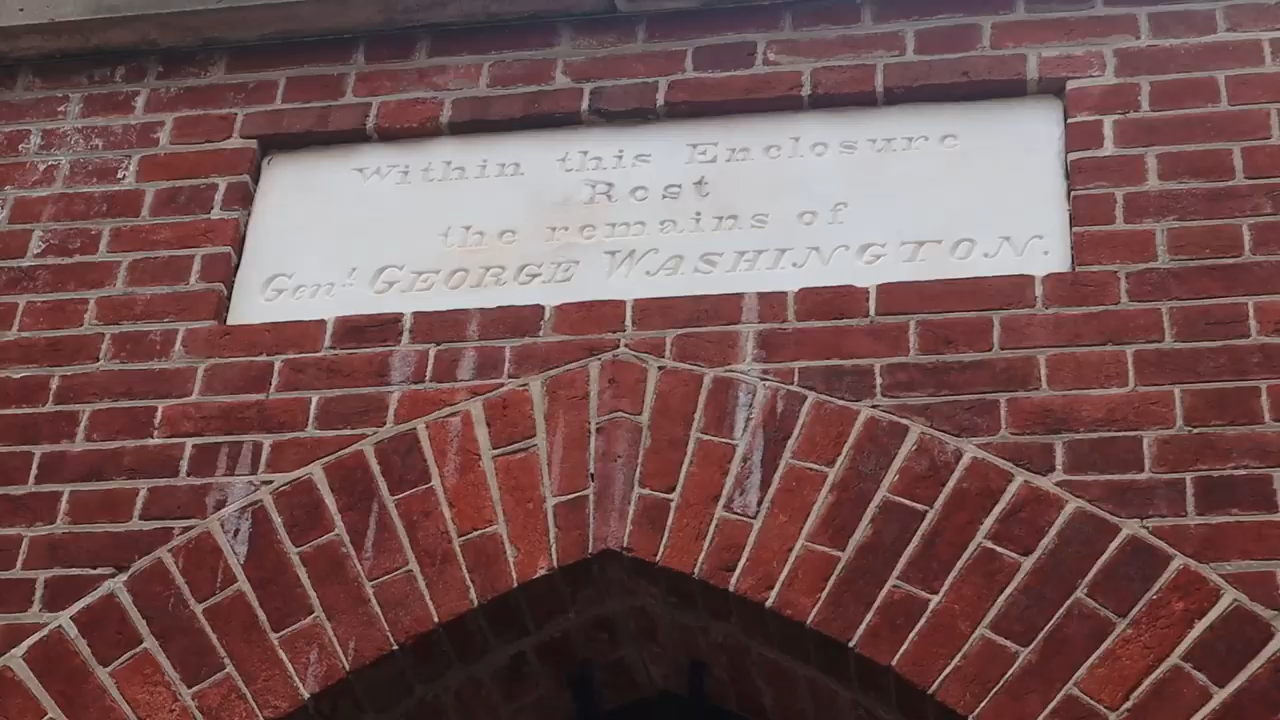 Within this Enclosure
Rest
the remains of
Genˡ. GEORGE WASHINGTON.